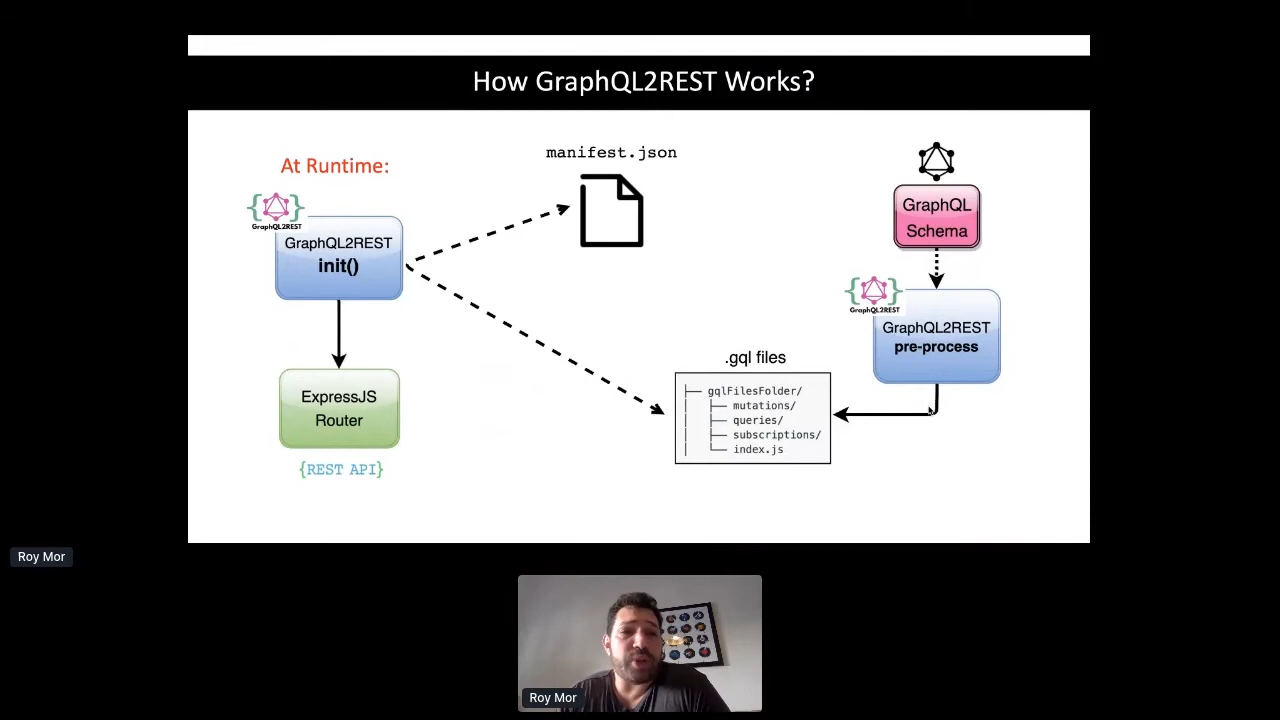 How GraphQL2REST Works?
At Runtime:
GraphQL2REST
GraphQL2REST
init()
ExpressJS
Router
{REST API}
manifest.json
.gql files
gqlFilesFolder/
mutations/
queries/
subscriptions/
index.js
GraphQL
Schema
GraphQL2REST
GraphQL2REST
pre-process
Roy Mor
Roy Mor